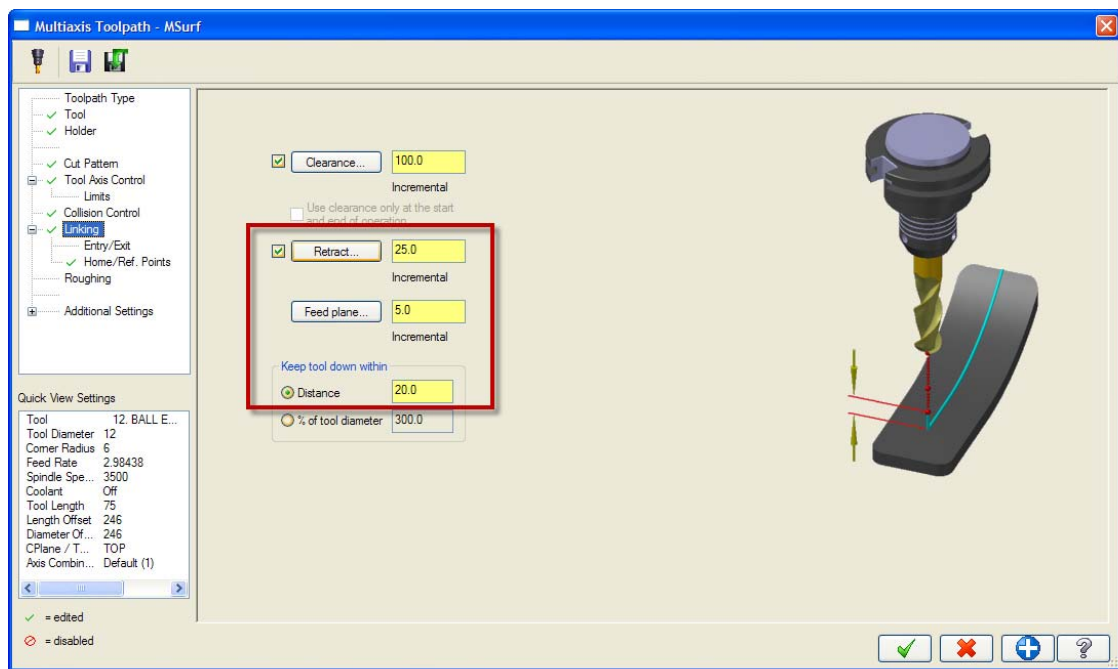 Multiaxis Toolpath - MSurf
Toolpath Type
Tool
Holder
Cut Pattern
Tool Axis Control
Limits
Collision Control
Linking
Entry/Exit
Home/Ref. Points
Roughing
Additional Settings
Quick View Settings
Tool 12. BALL E...
Tool Diameter 12
Corner Radius 6
Feed Rate 2.98438
Spindle Spe... 3500
Coolant Off
Tool Length 75
Length Offset 246
Diameter Of... 246
CPlane / T... TOP
Axis Combin... Default (1)
= edited
= disabled
Clearance... 100.0
Incremental
Use clearance only at the start
and end of operation
Retract... 25.0
Incremental
Feed plane... 5.0
Incremental
Keep tool down within
Distance 20.0
% of tool diameter 300.0